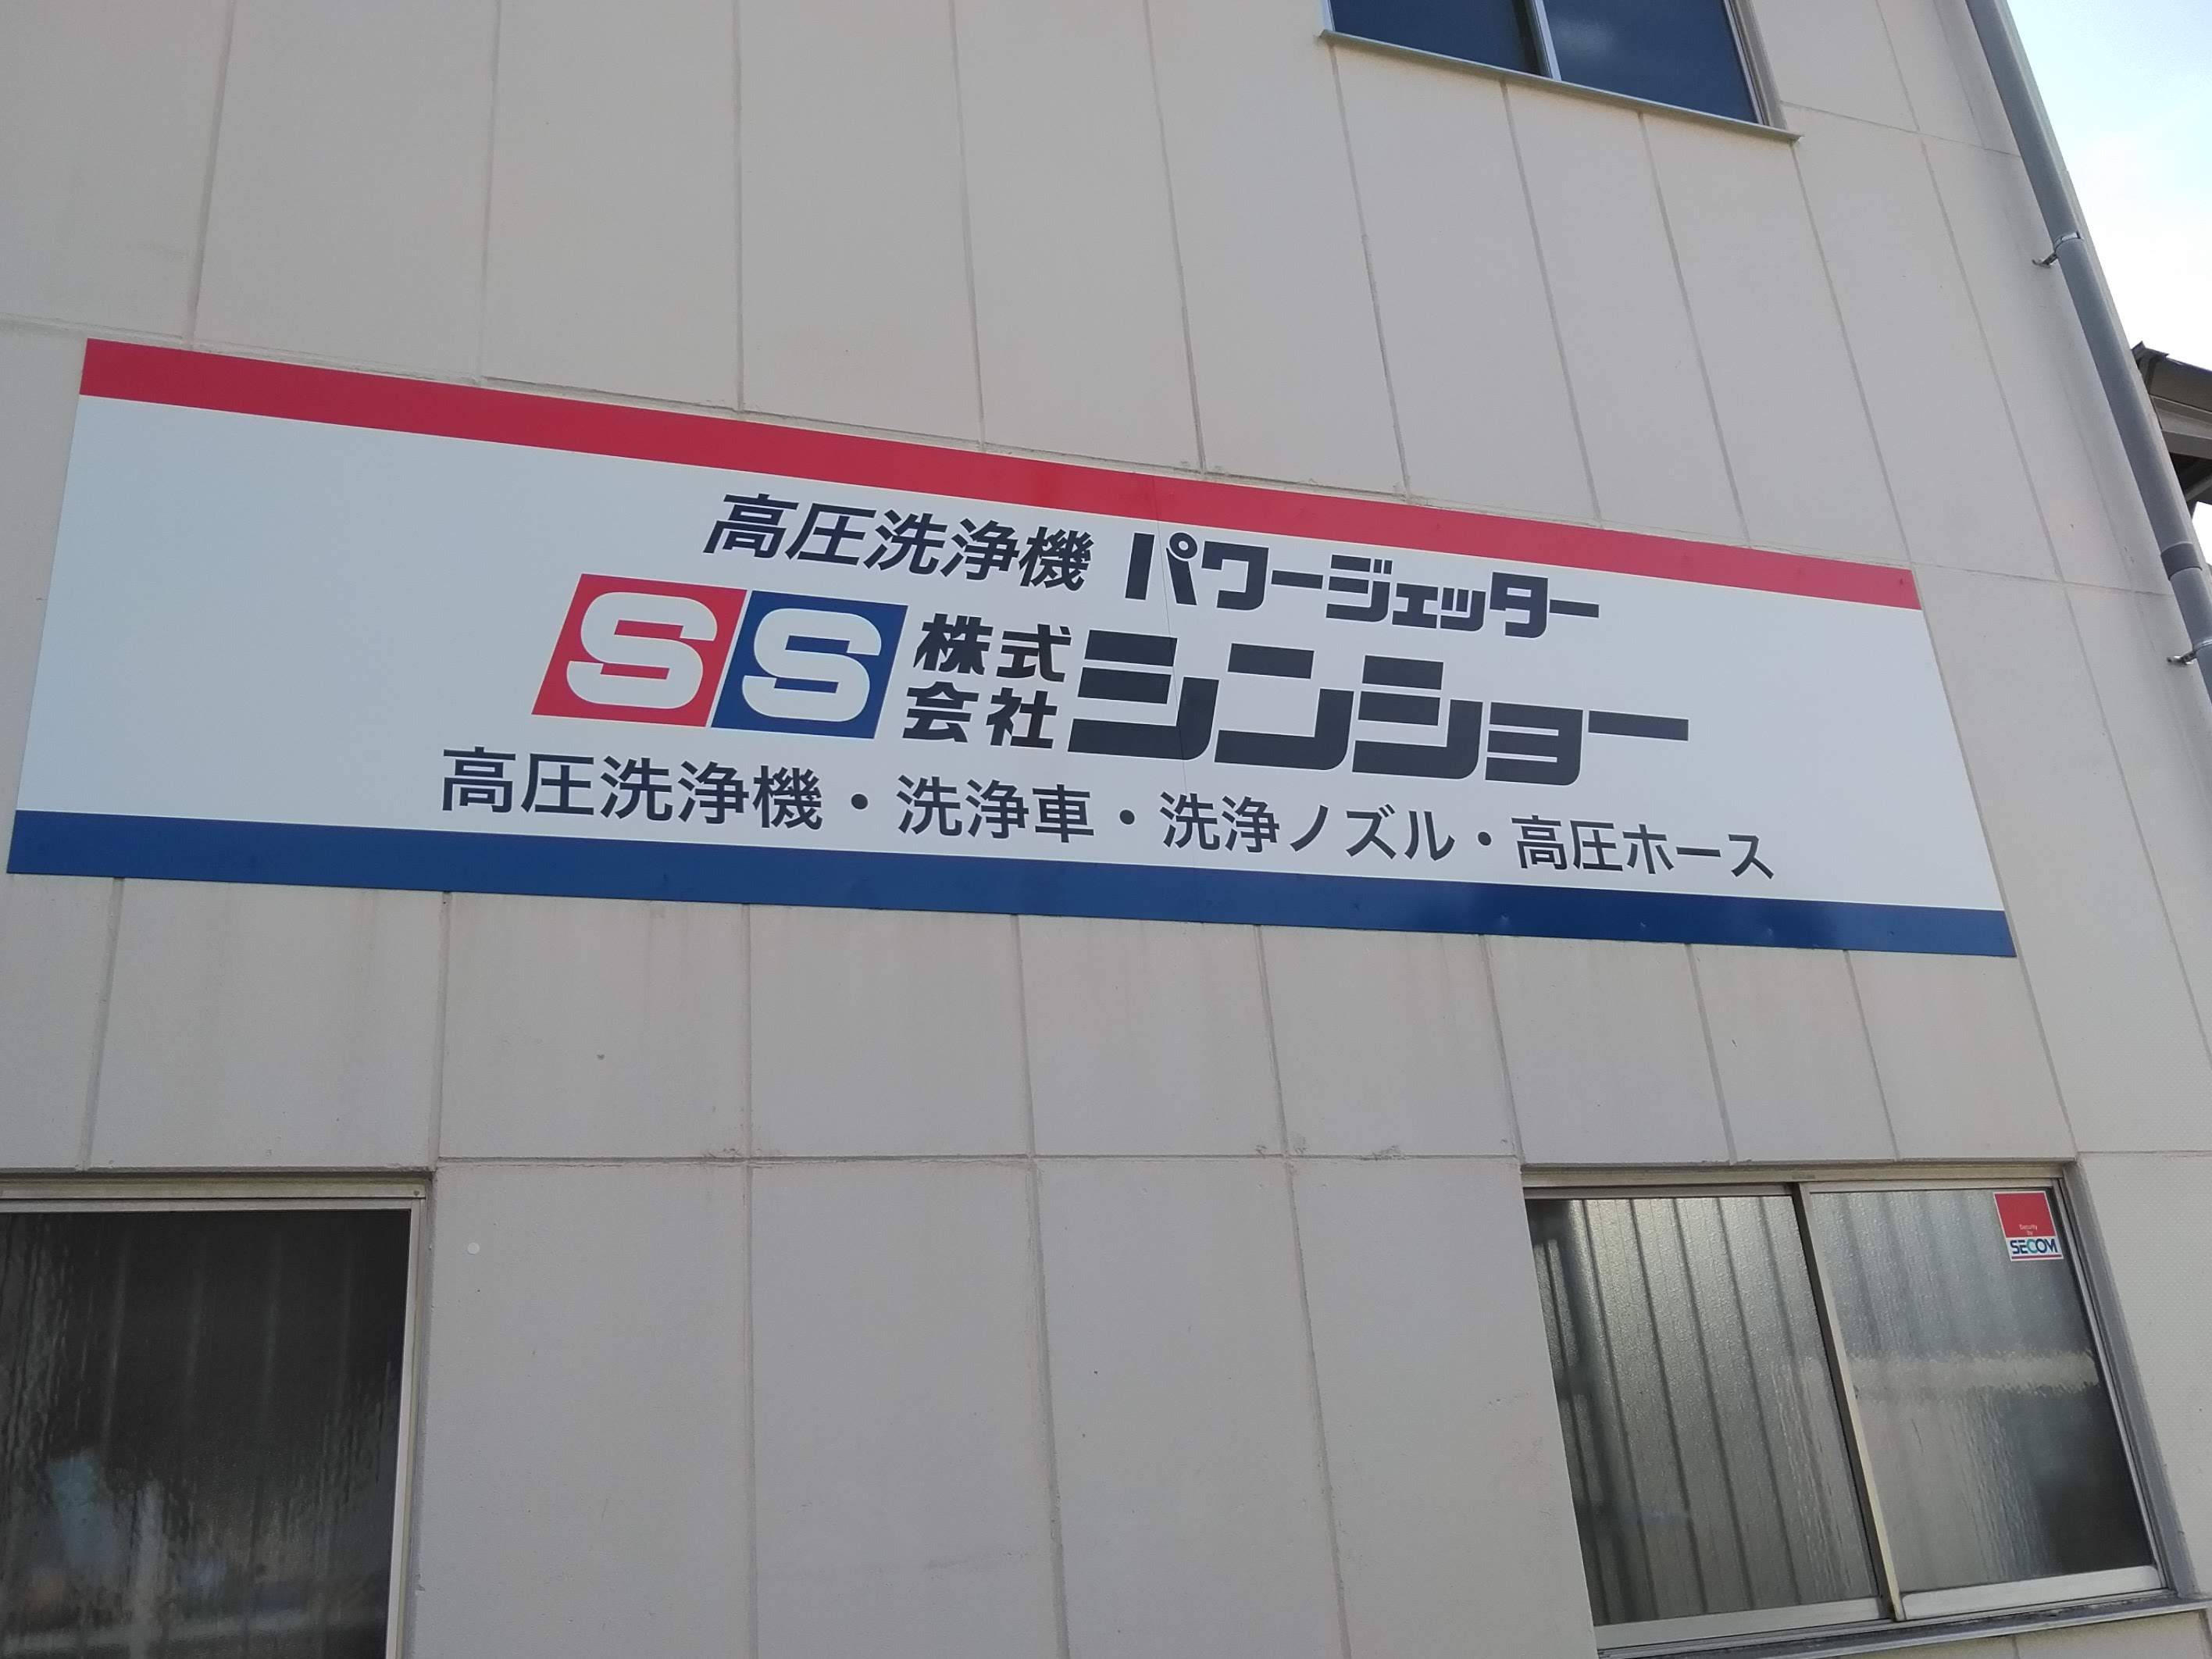 高圧洗浄機 パワージェッター
SS 株式会社 シンショー
高圧洗浄機・洗浄車・洗浄ノズル・高圧ホース
Security
by
SECOM